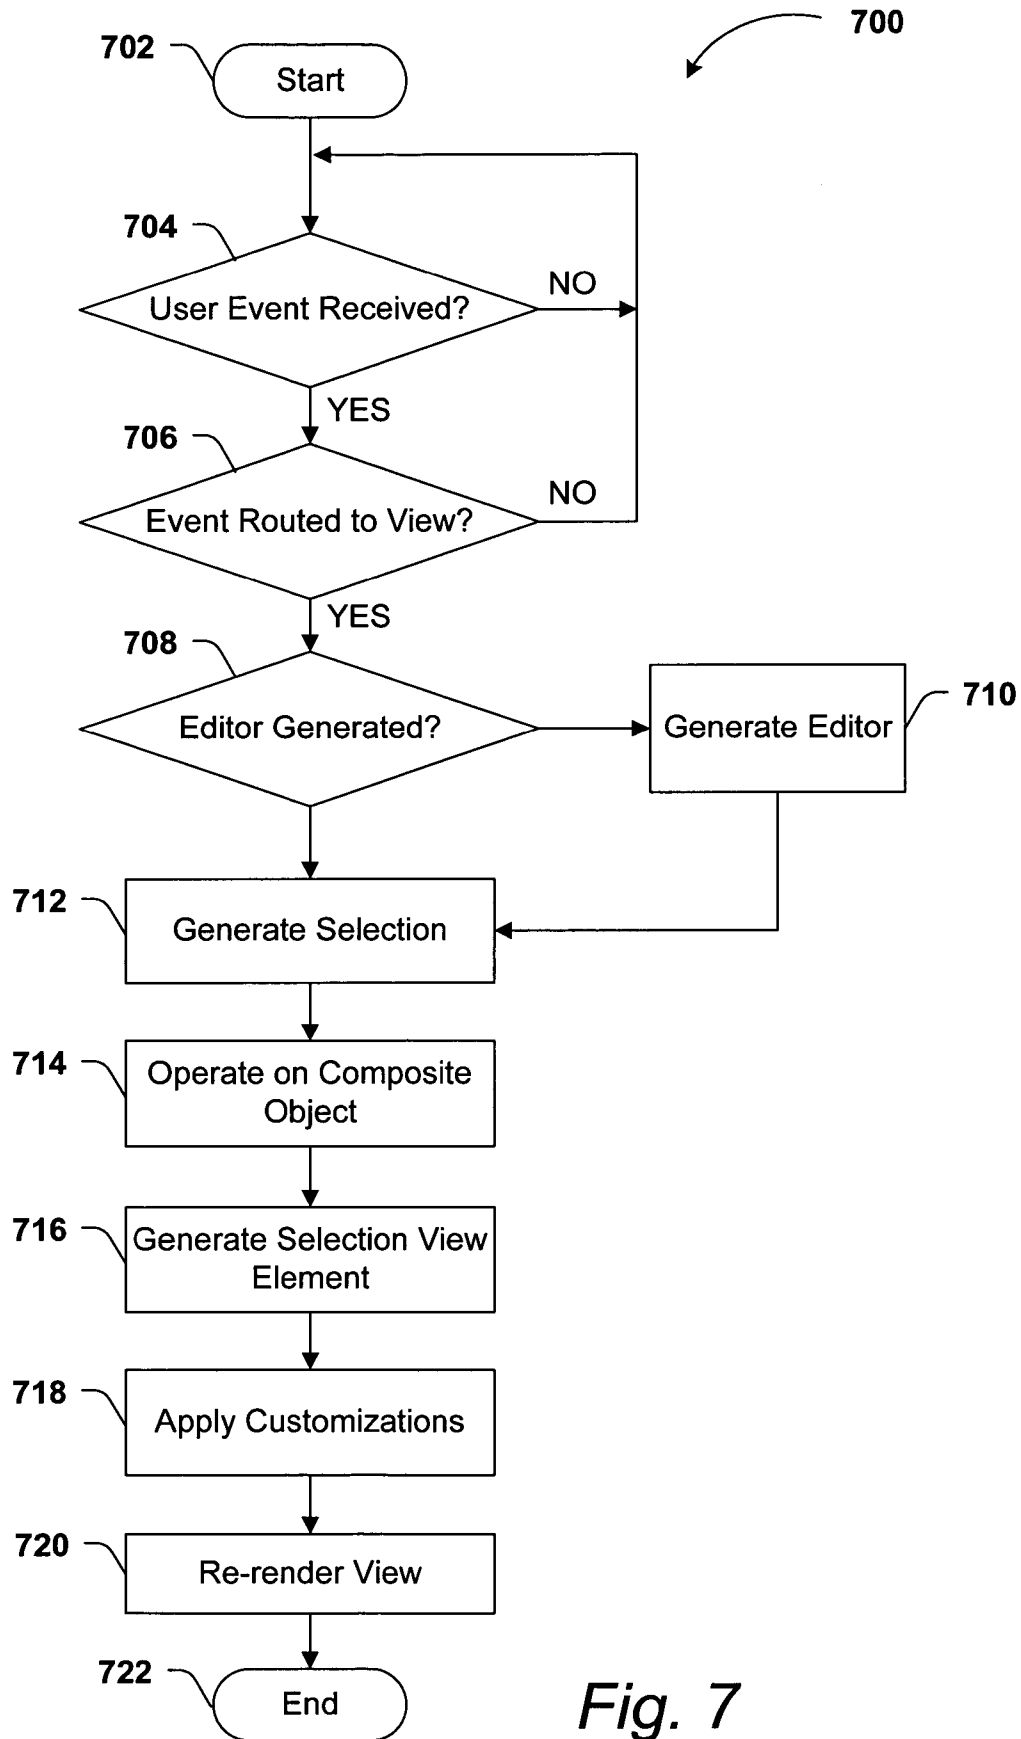 700
702
Start
704
User Event Received?
NO
YES
706
Event Routed to View?
NO
YES
708
Editor Generated?
710
Generate Editor
712
Generate Selection
714
Operate on Composite
Object
716
Generate Selection View
Element
718
Apply Customizations
720
Re-render View
722
End
Fig. 7